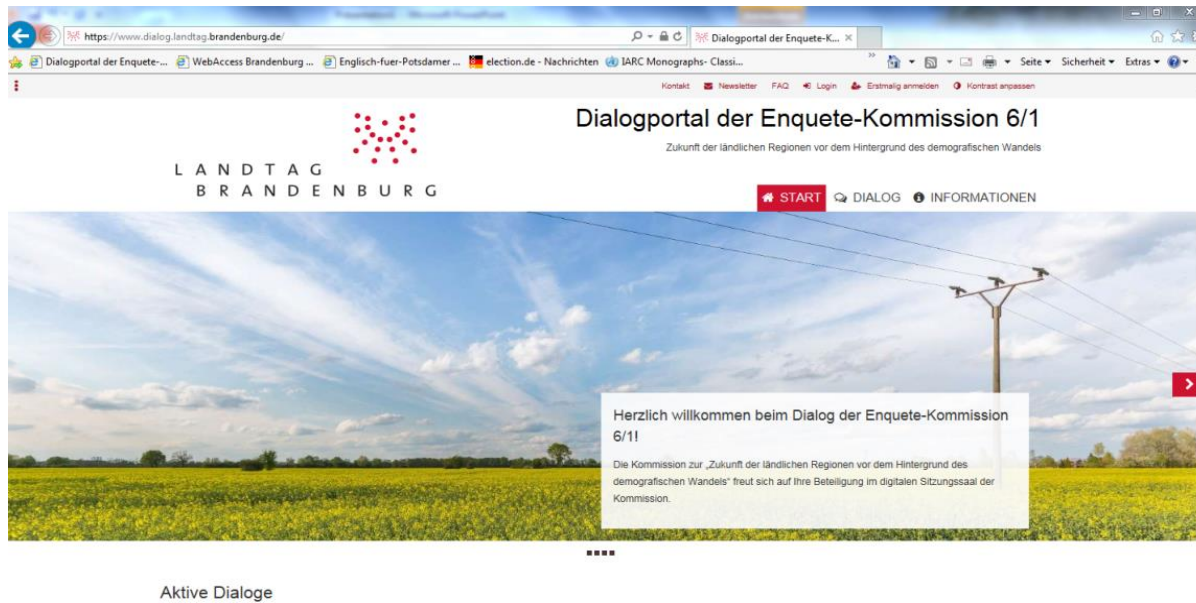 https://www.dialog.landtag.brandenburg.de/
Dialogportal der Enquete-K...
Dialogportal der Enquete-...
WebAccess Brandenburg ...
Englisch-fuer-Potsdamer ...
election.de - Nachrichten
IARC Monographs- Classi...
Seite
Sicherheit
Extras
Kontakt
Newsletter
FAQ
Login
Erstmalig anmelden
Kontrast anpassen
LANDTAG
BRANDENBURG
Dialogportal der Enquete-Kommission 6/1
Zukunft der ländlichen Regionen vor dem Hintergrund des demografischen Wandels
START
DIALOG
INFORMATIONEN
Herzlich willkommen beim Dialog der Enquete-Kommission
6/1!
Die Kommission zur „Zukunft der ländlichen Regionen vor dem Hintergrund des
demografischen Wandels“ freut sich auf Ihre Beteiligung im digitalen Sitzungssaal der
Kommission.
Aktive Dialoge